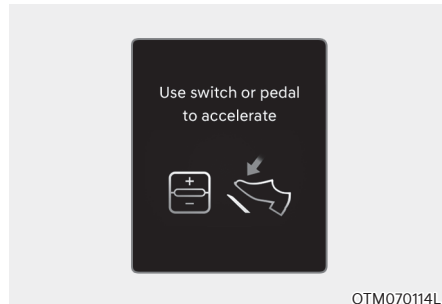 Use switch or pedal
to accelerate
+
−
OTM070114L